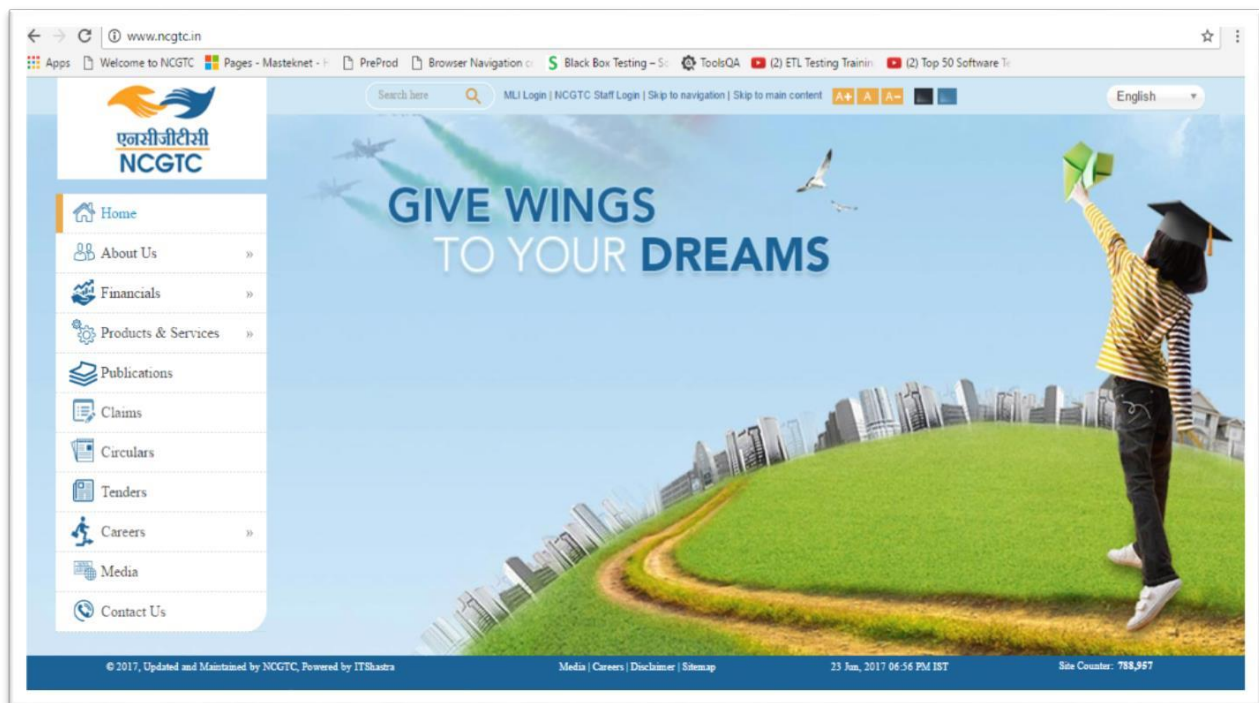 www.ncgtc.in
Apps Welcome to NCGTC Pages - Masteknet - PreProd Browser Navigation Black Box Testing – ToolsQA (2) ETL Testing (2) Top 50 Software
Search here MLI Login | NCGTC Staff Login | Skip to navigation | Skip to main content A+ A A- English
एनसीजीटीसी
NCGTC
GIVE WINGS
TO YOUR DREAMS
Home
About Us »
Financials »
Products & Services »
Publications
Claims
Circulars
Tenders
Careers »
Media
Contact Us
© 2017, Updated and Maintained by NCGTC, Powered by ITShastra Media | Careers | Disclaimer | Sitemap 23 Jun, 2017 06:56 PM IST Site Counter: 788,957